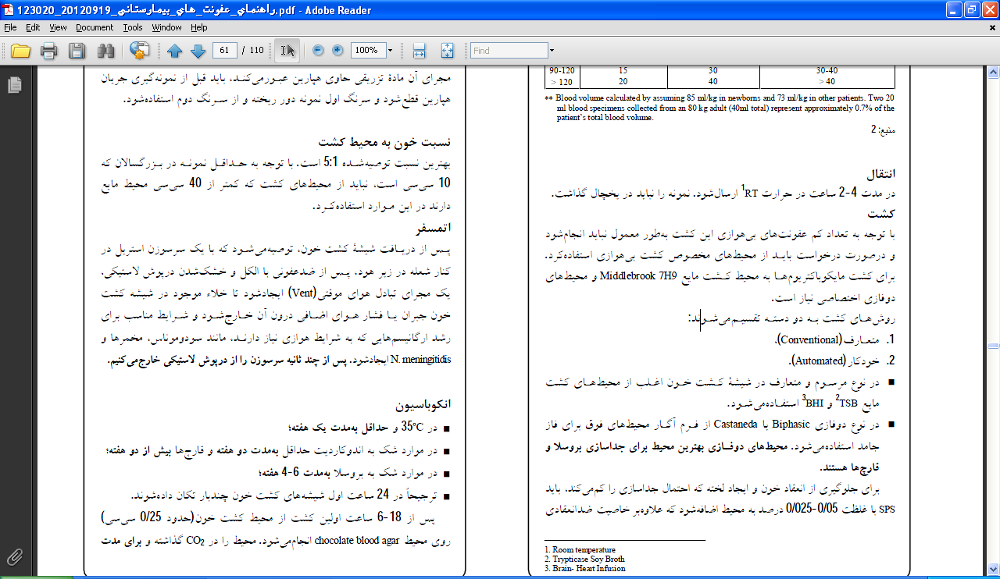 123020_20120919_راهنماي_عفونت_هاي_بيمارستاني.pdf - Adobe Reader
File Edit View Document Tools Window Help
61 / 110 100% Find
90-120 15 30 30-40
> 120 20 40 > 40
** Blood volume calculated by assuming 85 ml/kg in newborns and 73 ml/kg in other patients. Two 20
ml blood specimens collected from an 80 kg adult (40ml total) represent approximately 0.7% of the
patient's total blood volume.
منبع: 2
انتقال
در مدت 4-2 ساعت در حرارت RT1 ارسال‌شود. نمونه را نباید در یخچال گذاشت.
کشت
با توجه به تعداد کم عفونت‌های بی‌هوازی این کشت به‌طور معمول نباید انجام‌شود
و درصورت درخواست باید از محیط‌های مخصوص کشت بی‌هوازی استفاده‌کرد.
برای کشت مایکوباکتریوم‌ها به محیط کشت مایع Middlebrook 7H9 و محیط‌های
دوفازی اختصاصی نیاز است.
روش‌های کشت به دو دسته تقسیم‌می‌شوند:
1. متعارف(Conventional)،
2. خودکار(Automated).
■ در نوع مرسوم و متعارف در شیشهٔ کشت خون اغلب از محیط‌های کشت
مایع TSB2 و BHI3 استفاده‌می‌شود.
■ در نوع دوفازی Biphasic یا Castaneda از فرم آگار محیط‌های فوق برای فاز
جامد استفاده‌می‌شود. محیط‌های دوفازی بهترین محیط برای جداسازی بروسلا و
قارچ‌ها هستند.
برای جلوگیری از انعقاد خون و ایجاد لخته که احتمال جداسازی را کم‌می‌کند، باید
SPS با غلظت 0/05-0/025 درصد به محیط اضافه‌شود که علاوه‌بر خاصیت ضدانعقادی
1. Room temperature
2. Trypticase Soy Broth
3. Brain- Heart Infusion
مجرای آن مادهٔ تزریقی حاوی هپارین عبورمی‌کند، باید قبل از نمونه‌گیری جریان
هپارین قطع‌شود و سرنگ اول نمونه دور ریخته و از سرنگ دوم استفاده‌شود.
نسبت خون به محیط کشت
بهترین نسبت توصیه‌شده 5:1 است. با توجه به حداقل نمونه در بزرگسالان که
10 سی‌سی است، نباید از محیط‌های کشت که کمتر از 40 سی‌سی محیط مایع
دارند در این موارد استفاده‌کرد.
اتمسفر
پس از دریافت شیشهٔ کشت خون، توصیه‌می‌شود که با یک سرسوزن استریل در
کنار شعله در زیر هود، پس از ضدعفونی با الکل و خشک‌شدن درپوش لاستیکی،
یک مجرای تبادل هوای موقتی(Vent) ایجادشود تا خلاء موجود در شیشه کشت
خون جبران یا فشار هوای اضافی درون آن خارج‌شود و شرایط مناسب برای
رشد ارگانیسم‌هایی که به شرایط هوازی نیاز دارند، مانند سودوموناس، مخمرها و
N. meningitidis ایجادشود. پس از چند ثانیه سرسوزن را از درپوش لاستیکی خارج‌می‌کنیم.
انکوباسیون
■ در 35°C و حداقل به‌مدت یک هفته؛
■ در موارد شک به اندوکاردیت حداقل به‌مدت دو هفته و قارچ‌ها بیش از دو هفته؛
■ در موارد شک به بروسلا به‌مدت 6-4 هفته؛
■ ترجیحاً در 24 ساعت اول شیشه‌های کشت خون چندبار تکان داده‌شوند.
پس از 18-6 ساعت اولین کشت از محیط کشت خون(حدود 0/25 سی‌سی)
روی محیط chocolate blood agar انجام‌می‌شود. محیط را در CO2 گذاشته و برای مدت